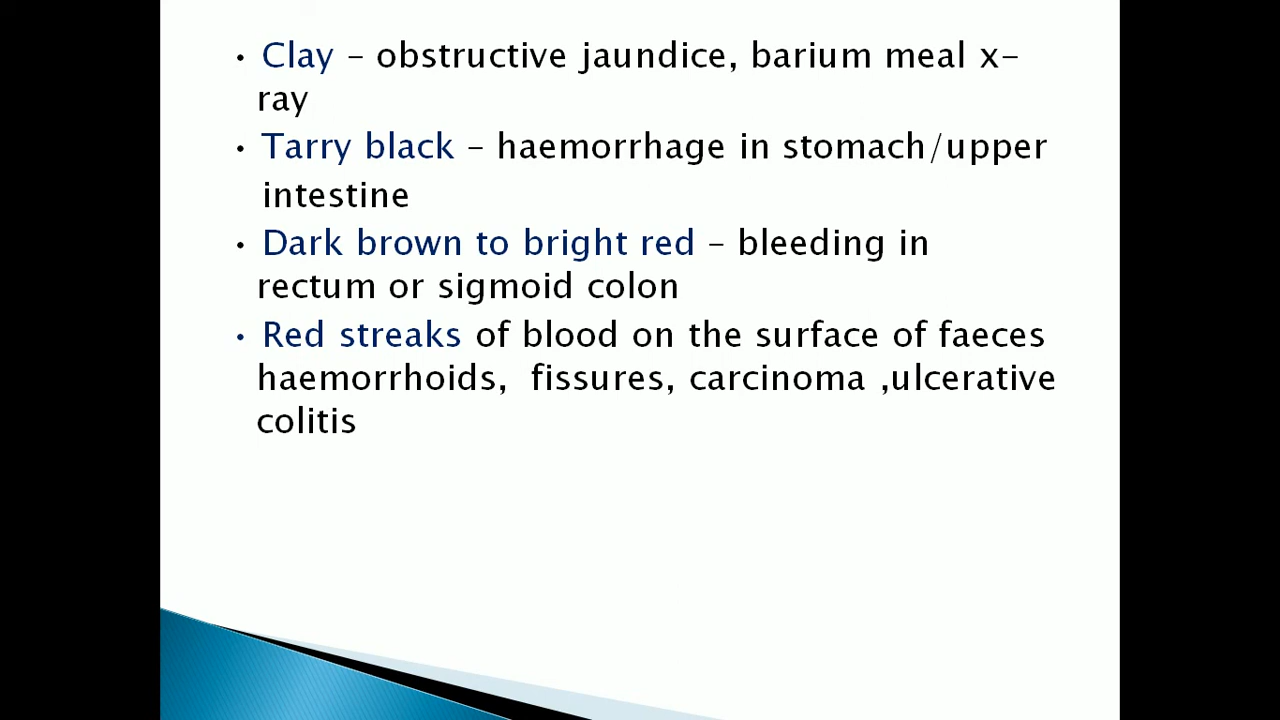 • Clay – obstructive jaundice, barium meal x-
ray
• Tarry black – haemorrhage in stomach/upper
intestine
• Dark brown to bright red – bleeding in
rectum or sigmoid colon
• Red streaks of blood on the surface of faeces
haemorrhoids,  fissures, carcinoma ,ulcerative
colitis